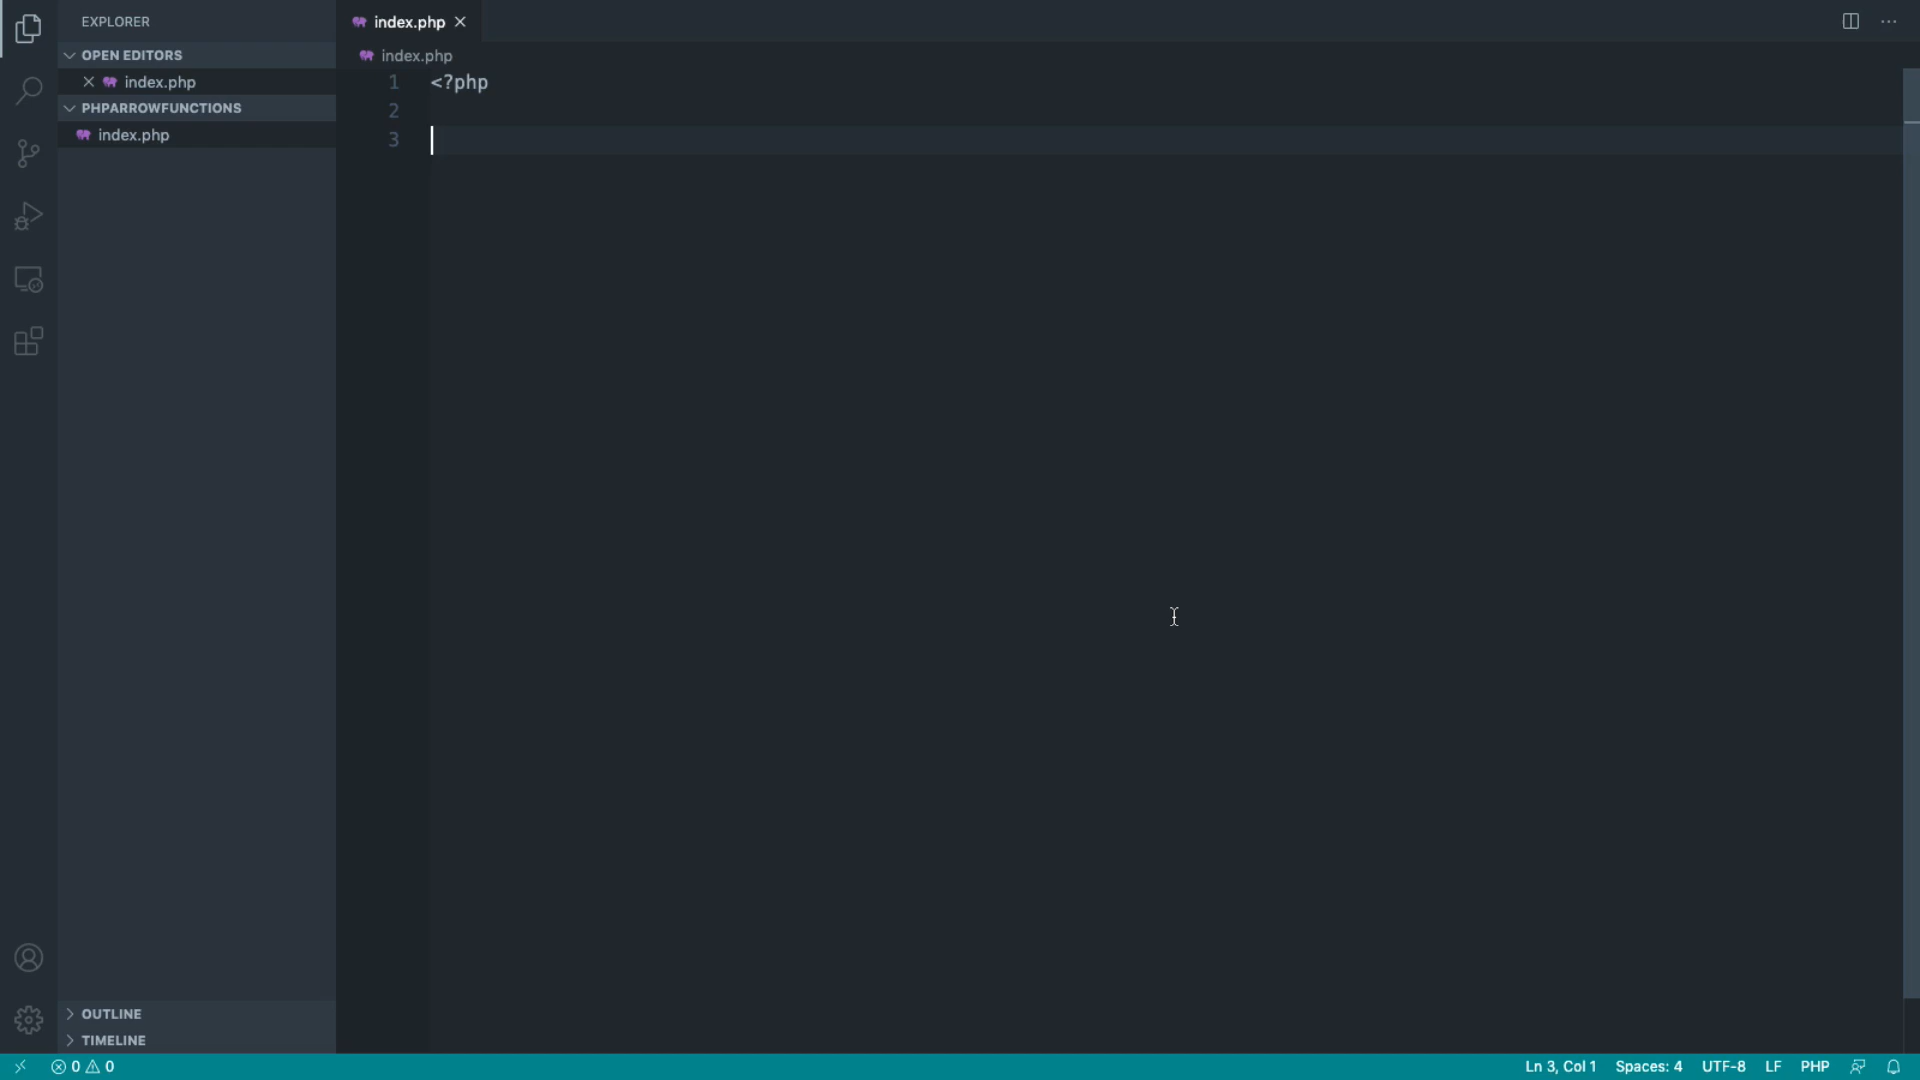 EXPLORER
OPEN EDITORS
index.php
PHPARROWFUNCTIONS
index.php
OUTLINE
TIMELINE
index.php
index.php
1 <?php
2
3
0 0
Ln 3, Col 1 Spaces: 4 UTF-8 LF PHP